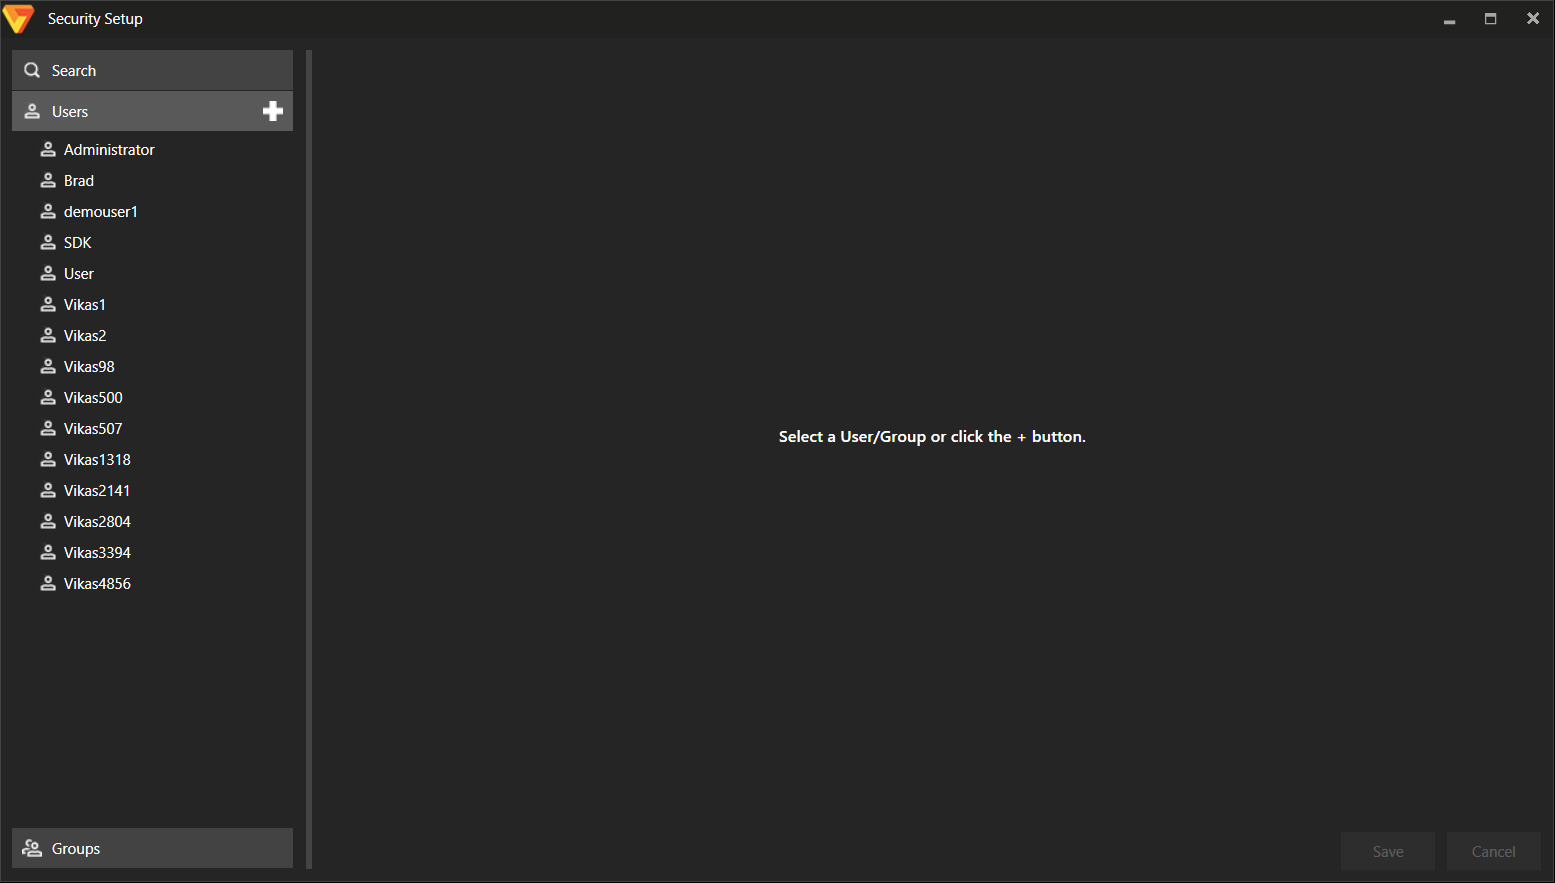 Security Setup
Search
Users
Administrator
Brad
demouser1
SDK
User
Vikas1
Vikas2
Vikas98
Vikas500
Vikas507
Vikas1318
Vikas2141
Vikas2804
Vikas3394
Vikas4856
Groups
Select a User/Group or click the + button.
Save
Cancel